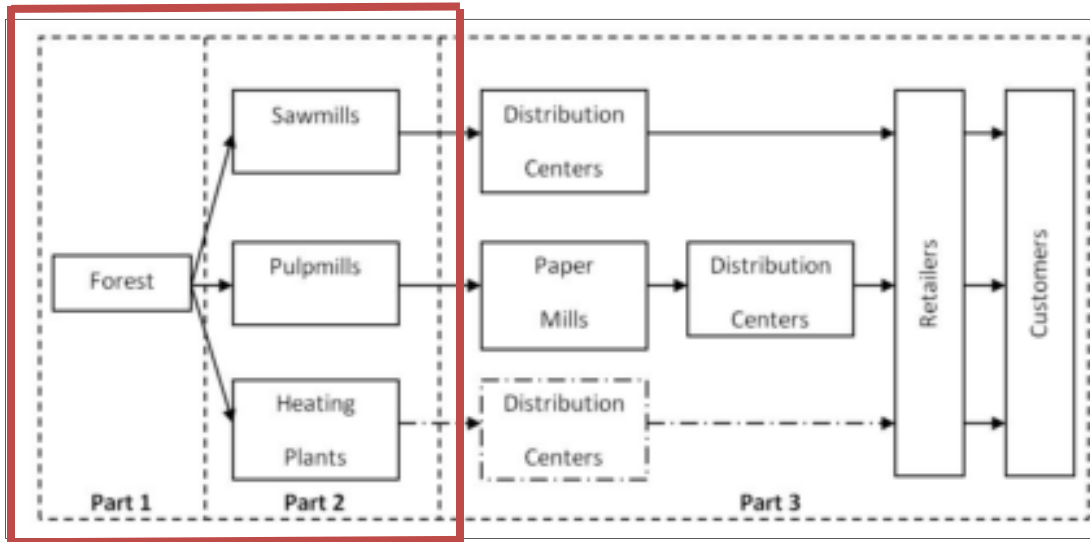 Sawmills
Distribution
Centers
Forest
Pulpmills
Paper
Mills
Distribution
Centers
Retailers
Customers
Heating
Plants
Distribution
Centers
Part 1
Part 2
Part 3